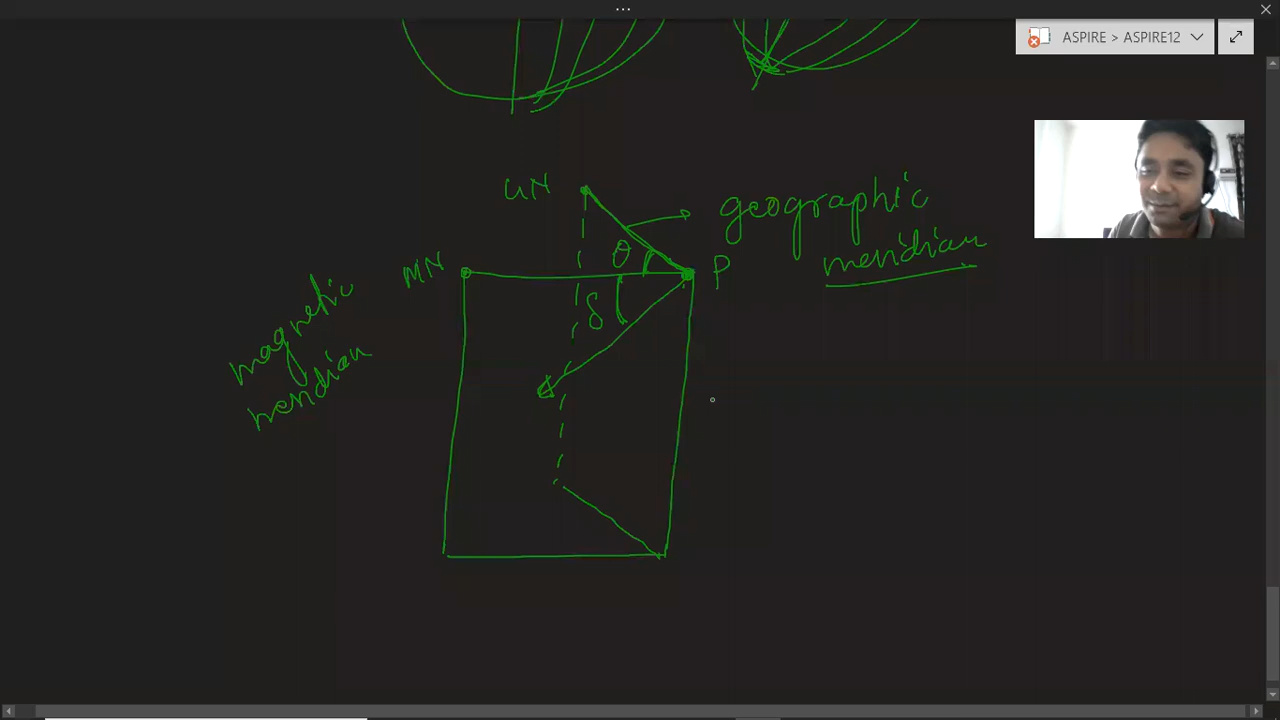 ...
ASPIRE > ASPIRE12
GN
geographic
meridian
MN
θ
P
δ
magnetic
meridian